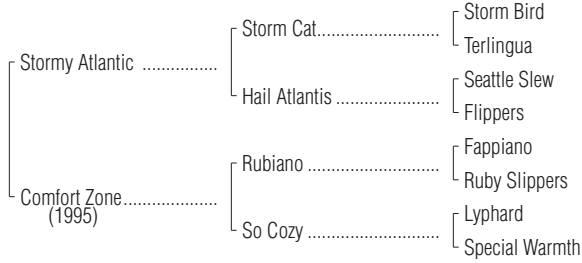 Storm Bird
Storm Cat..............................
Terlingua
Stormy Atlantic ................
Seattle Slew
Hail Atlantis .........................
Flippers
Fappiano
Rubiano ...............................
Ruby Slippers
Comfort Zone....................
(1995)
Lyphard
So Cozy ...............................
Special Warmth